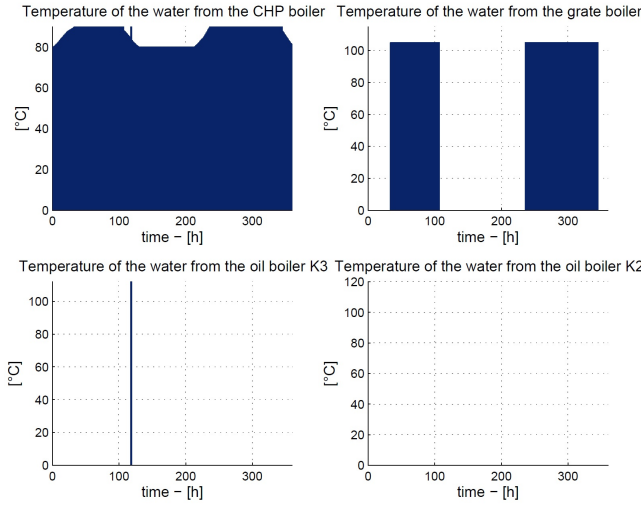 Temperature of the water from the CHP boiler
80
60
40
20
0
[°C]
0 100 200 300
time − [h]
Temperature of the water from the grate boiler
100
80
60
40
20
0
[°C]
0 100 200 300
time − [h]
Temperature of the water from the oil boiler K3
100
80
60
40
20
0
[°C]
0 100 200 300
time − [h]
Temperature of the water from the oil boiler K2
120
100
80
60
40
20
0
[°C]
0 100 200 300
time − [h]